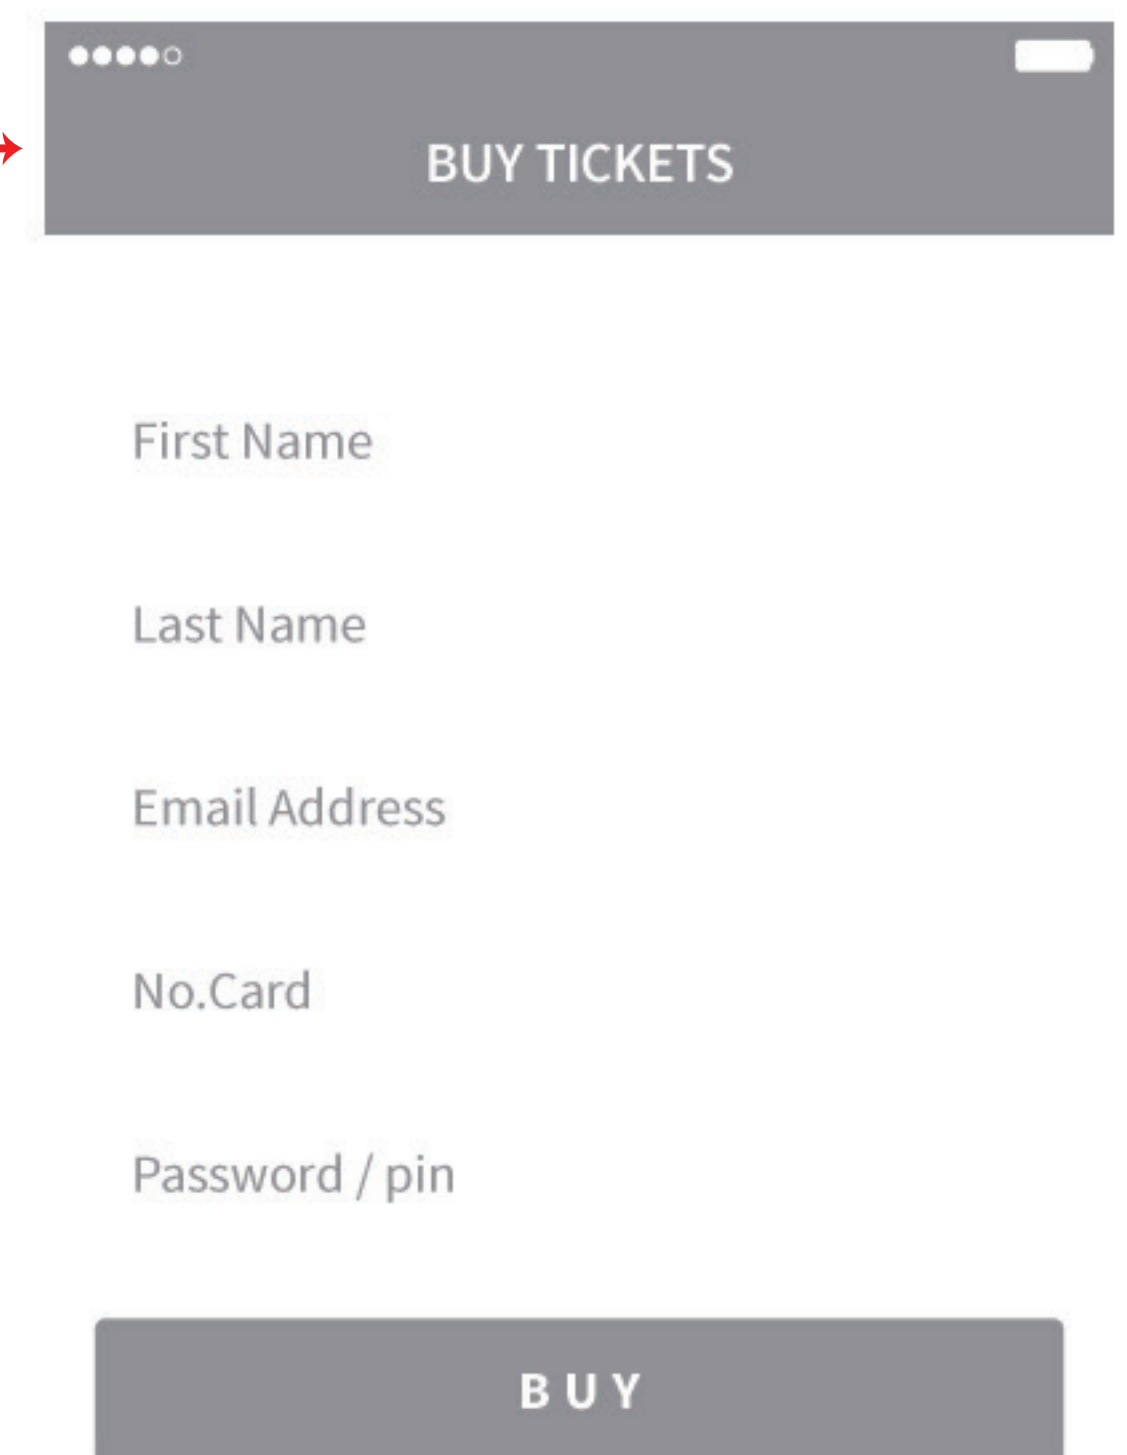 BUY TICKETS
First Name
Last Name
Email Address
No.Card
Password / pin
BUY